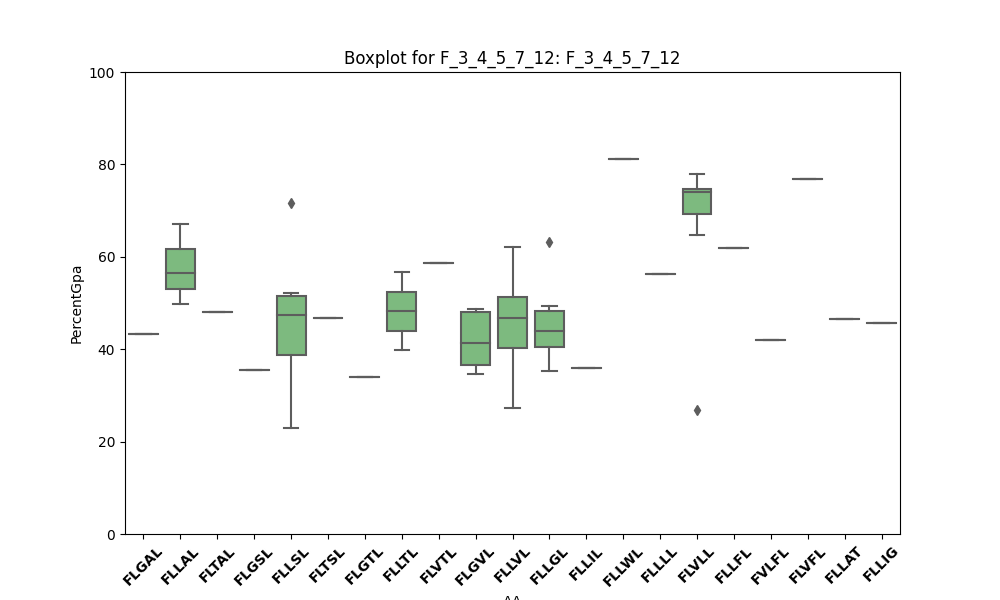 Boxplot for F_3_4_5_7_12: F_3_4_5_7_12
100
80
60
40
20
0
PercentGpa
FLGAL FLLAL FLTAL FLGSL FLLSL FLTSL FLGTL FLLTL FLVTL FLGVL FLLVL FLLGL FLLIL FLLWL FLLLL FLVLL FLLFL FVLFL FLVFL FLLAT FLLIG
AA